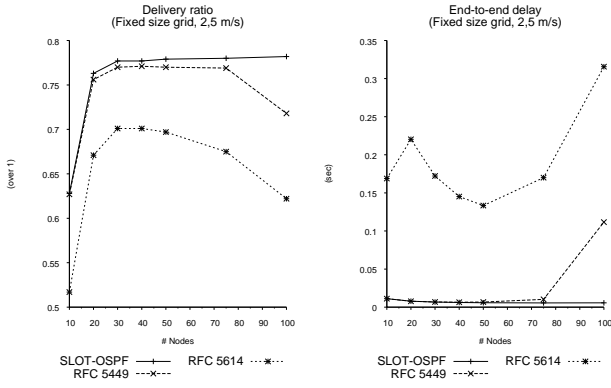 Delivery ratio
(Fixed size grid, 2,5 m/s)
0.8
0.75
0.7
0.65
0.6
0.55
0.5
(over 1)
10 20 30 40 50 60 70 80 90 100
# Nodes
SLOT-OSPF
RFC 5449
RFC 5614
End-to-end delay
(Fixed size grid, 2,5 m/s)
0.35
0.3
0.25
0.2
0.15
0.1
0.05
0
(sec)
10 20 30 40 50 60 70 80 90 100
# Nodes
SLOT-OSPF
RFC 5449
RFC 5614